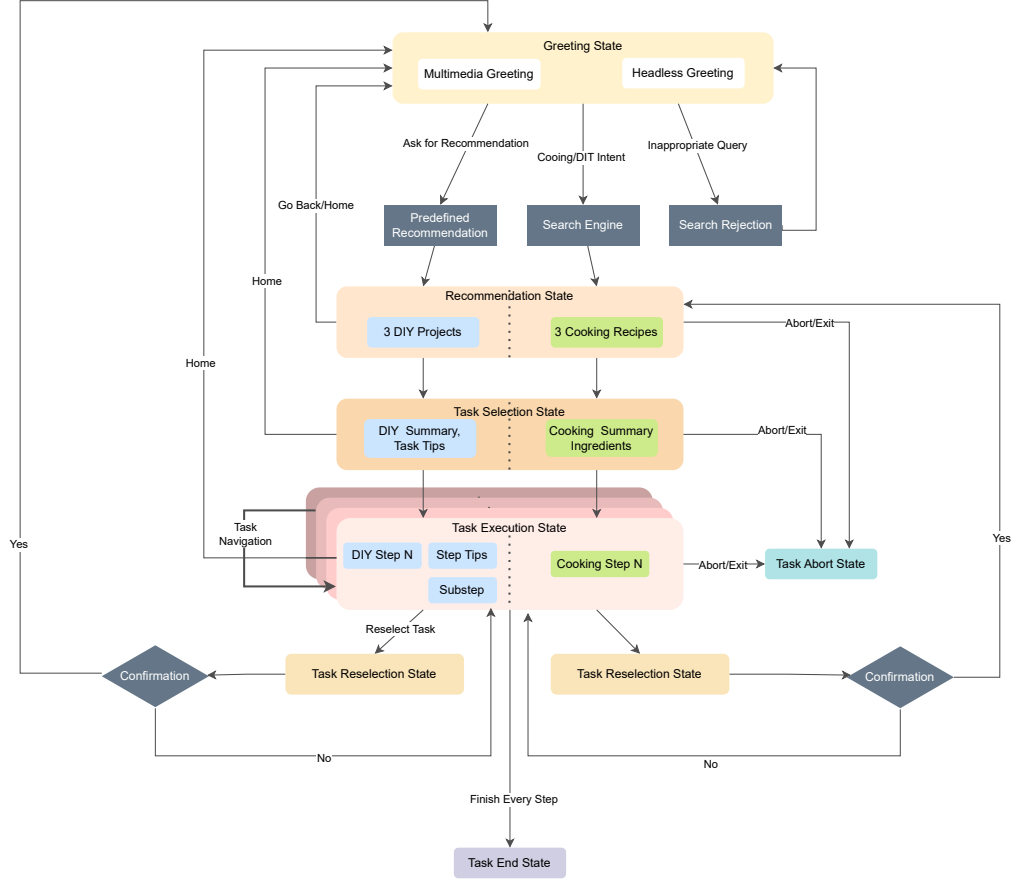 Greeting State
Multimedia Greeting
Headless Greeting
Ask for Recommendation
Cooing/DIT Intent
Inappropriate Query
Go Back/Home
Predefined
Recommendation
Search Engine
Search Rejection
Home
Recommendation State
3 DIY Projects
3 Cooking Recipes
Abort/Exit
Home
Task Selection State
DIY  Summary,
Task Tips
Cooking  Summary
Ingredients
Abort/Exit
Task
Navigation
Task Execution State
DIY Step N
Step Tips
Substep
Cooking Step N
Abort/Exit
Task Abort State
Yes
Yes
Reselect Task
Confirmation
Task Reselection State
Task Reselection State
Confirmation
No
No
Finish Every Step
Task End State